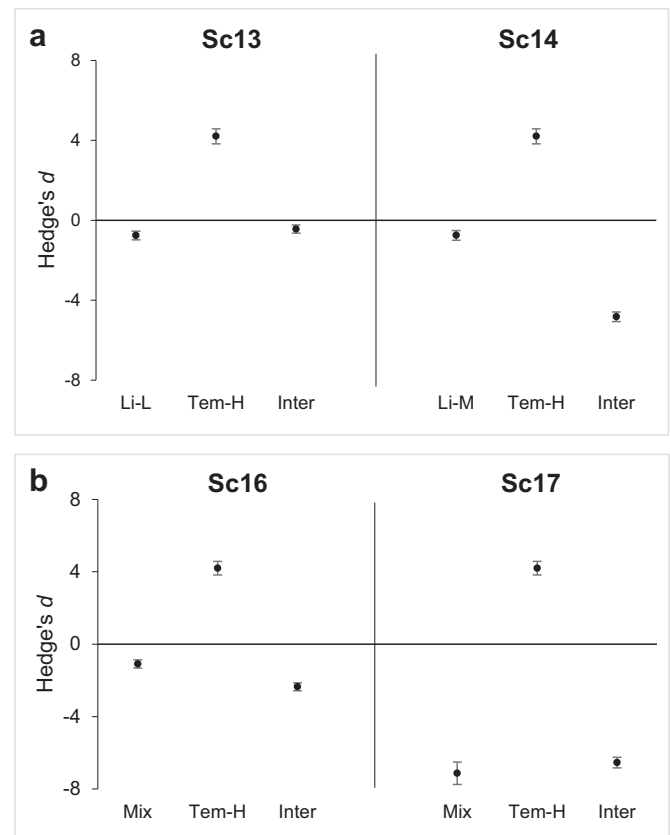 a
Sc13 Sc14
8
4
0
-4
-8
Hedge's d
Li-L Tem-H Inter Li-M Tem-H Inter
b
Sc16 Sc17
8
4
0
-4
-8
Hedge's d
Mix Tem-H Inter Mix Tem-H Inter